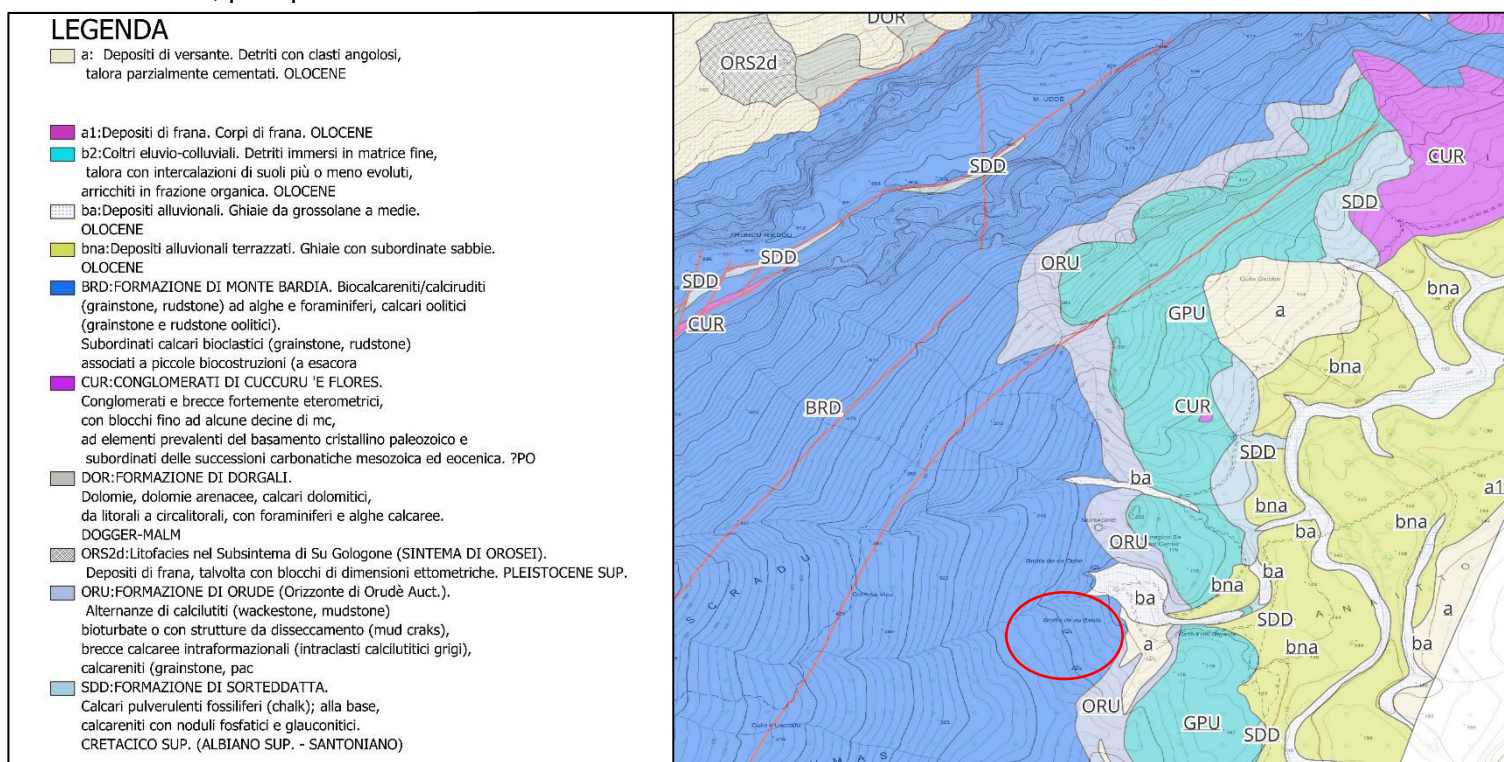 LEGENDA
a: Depositi di versante. Detriti con clasti angolosi,
talora parzialmente cementati. OLOCENE
a1:Depositi di frana. Corpi di frana. OLOCENE
b2:Coltri eluvio-colluviali. Detriti immersi in matrice fine,
talora con intercalazioni di suoli più o meno evoluti,
arricchiti in frazione organica. OLOCENE
ba:Depositi alluvionali. Ghiaie da grossolane a medie.
OLOCENE
bna:Depositi alluvionali terrazzati. Ghiaie con subordinate sabbie.
OLOCENE
BRD:FORMAZIONE DI MONTE BARDIA. Biocalcareniti/calciruditi
(grainstone, rudstone) ad alghe e foraminiferi, calcari oolitici
(grainstone e rudstone oolitici).
Subordinati calcari bioclastici (grainstone, rudstone)
associati a piccole biocostruzioni (a esacora
CUR:CONGLOMERATI DI CUCCURU 'E FLORES.
Conglomerati e brecce fortemente eterometrici,
con blocchi fino ad alcune decine di mc,
ad elementi prevalenti del basamento cristallino paleozoico e
subordinati delle successioni carbonatiche mesozoica ed eocenica. ?PO
DOR:FORMAZIONE DI DORGALI.
Dolomie, dolomie arenacee, calcari dolomitici,
da litorali a circalitorali, con foraminiferi e alghe calcaree.
DOGGER-MALM
ORS2d:Litofacies nel Subsintema di Su Gologone (SINTEMA DI OROSEI).
Depositi di frana, talvolta con blocchi di dimensioni ettometriche. PLEISTOCENE SUP.
ORU:FORMAZIONE DI ORUDE (Orizzonte di Orudè Auct.).
Alternanze di calcilutiti (wackestone, mudstone)
bioturbate o con strutture da disseccamento (mud craks),
brecce calcaree intraformazionali (intraclasti calcilutitici grigi),
calcareniti (grainstone, pac
SDD:FORMAZIONE DI SORTEDDATTA.
Calcari pulverulenti fossiliferi (chalk); alla base,
calcareniti con noduli fosfatici e glauconitici.
CRETACICO SUP. (ALBIANO SUP. - SANTONIANO)
DOR
ORS2d
M. UDDÈ
SDD
CUR
SDD
SDD
SDD
ORU
bna
CUR
GPU
a
bna
BRD
CUR
SDD
ba
a1
bna
bna
ba
NURAGHE
ORU
Grotta de sa Oche
ba
bna
ba
SDD
bna
a
a
ba
ORU
GPU
SDD